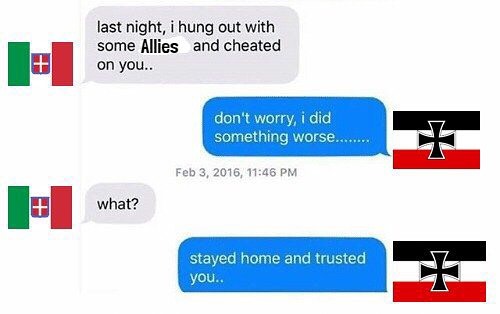 last night, i hung out with
some Allies and cheated
on you..
don't worry, i did
something worse........
Feb 3, 2016, 11:46 PM
what?
stayed home and trusted
you..